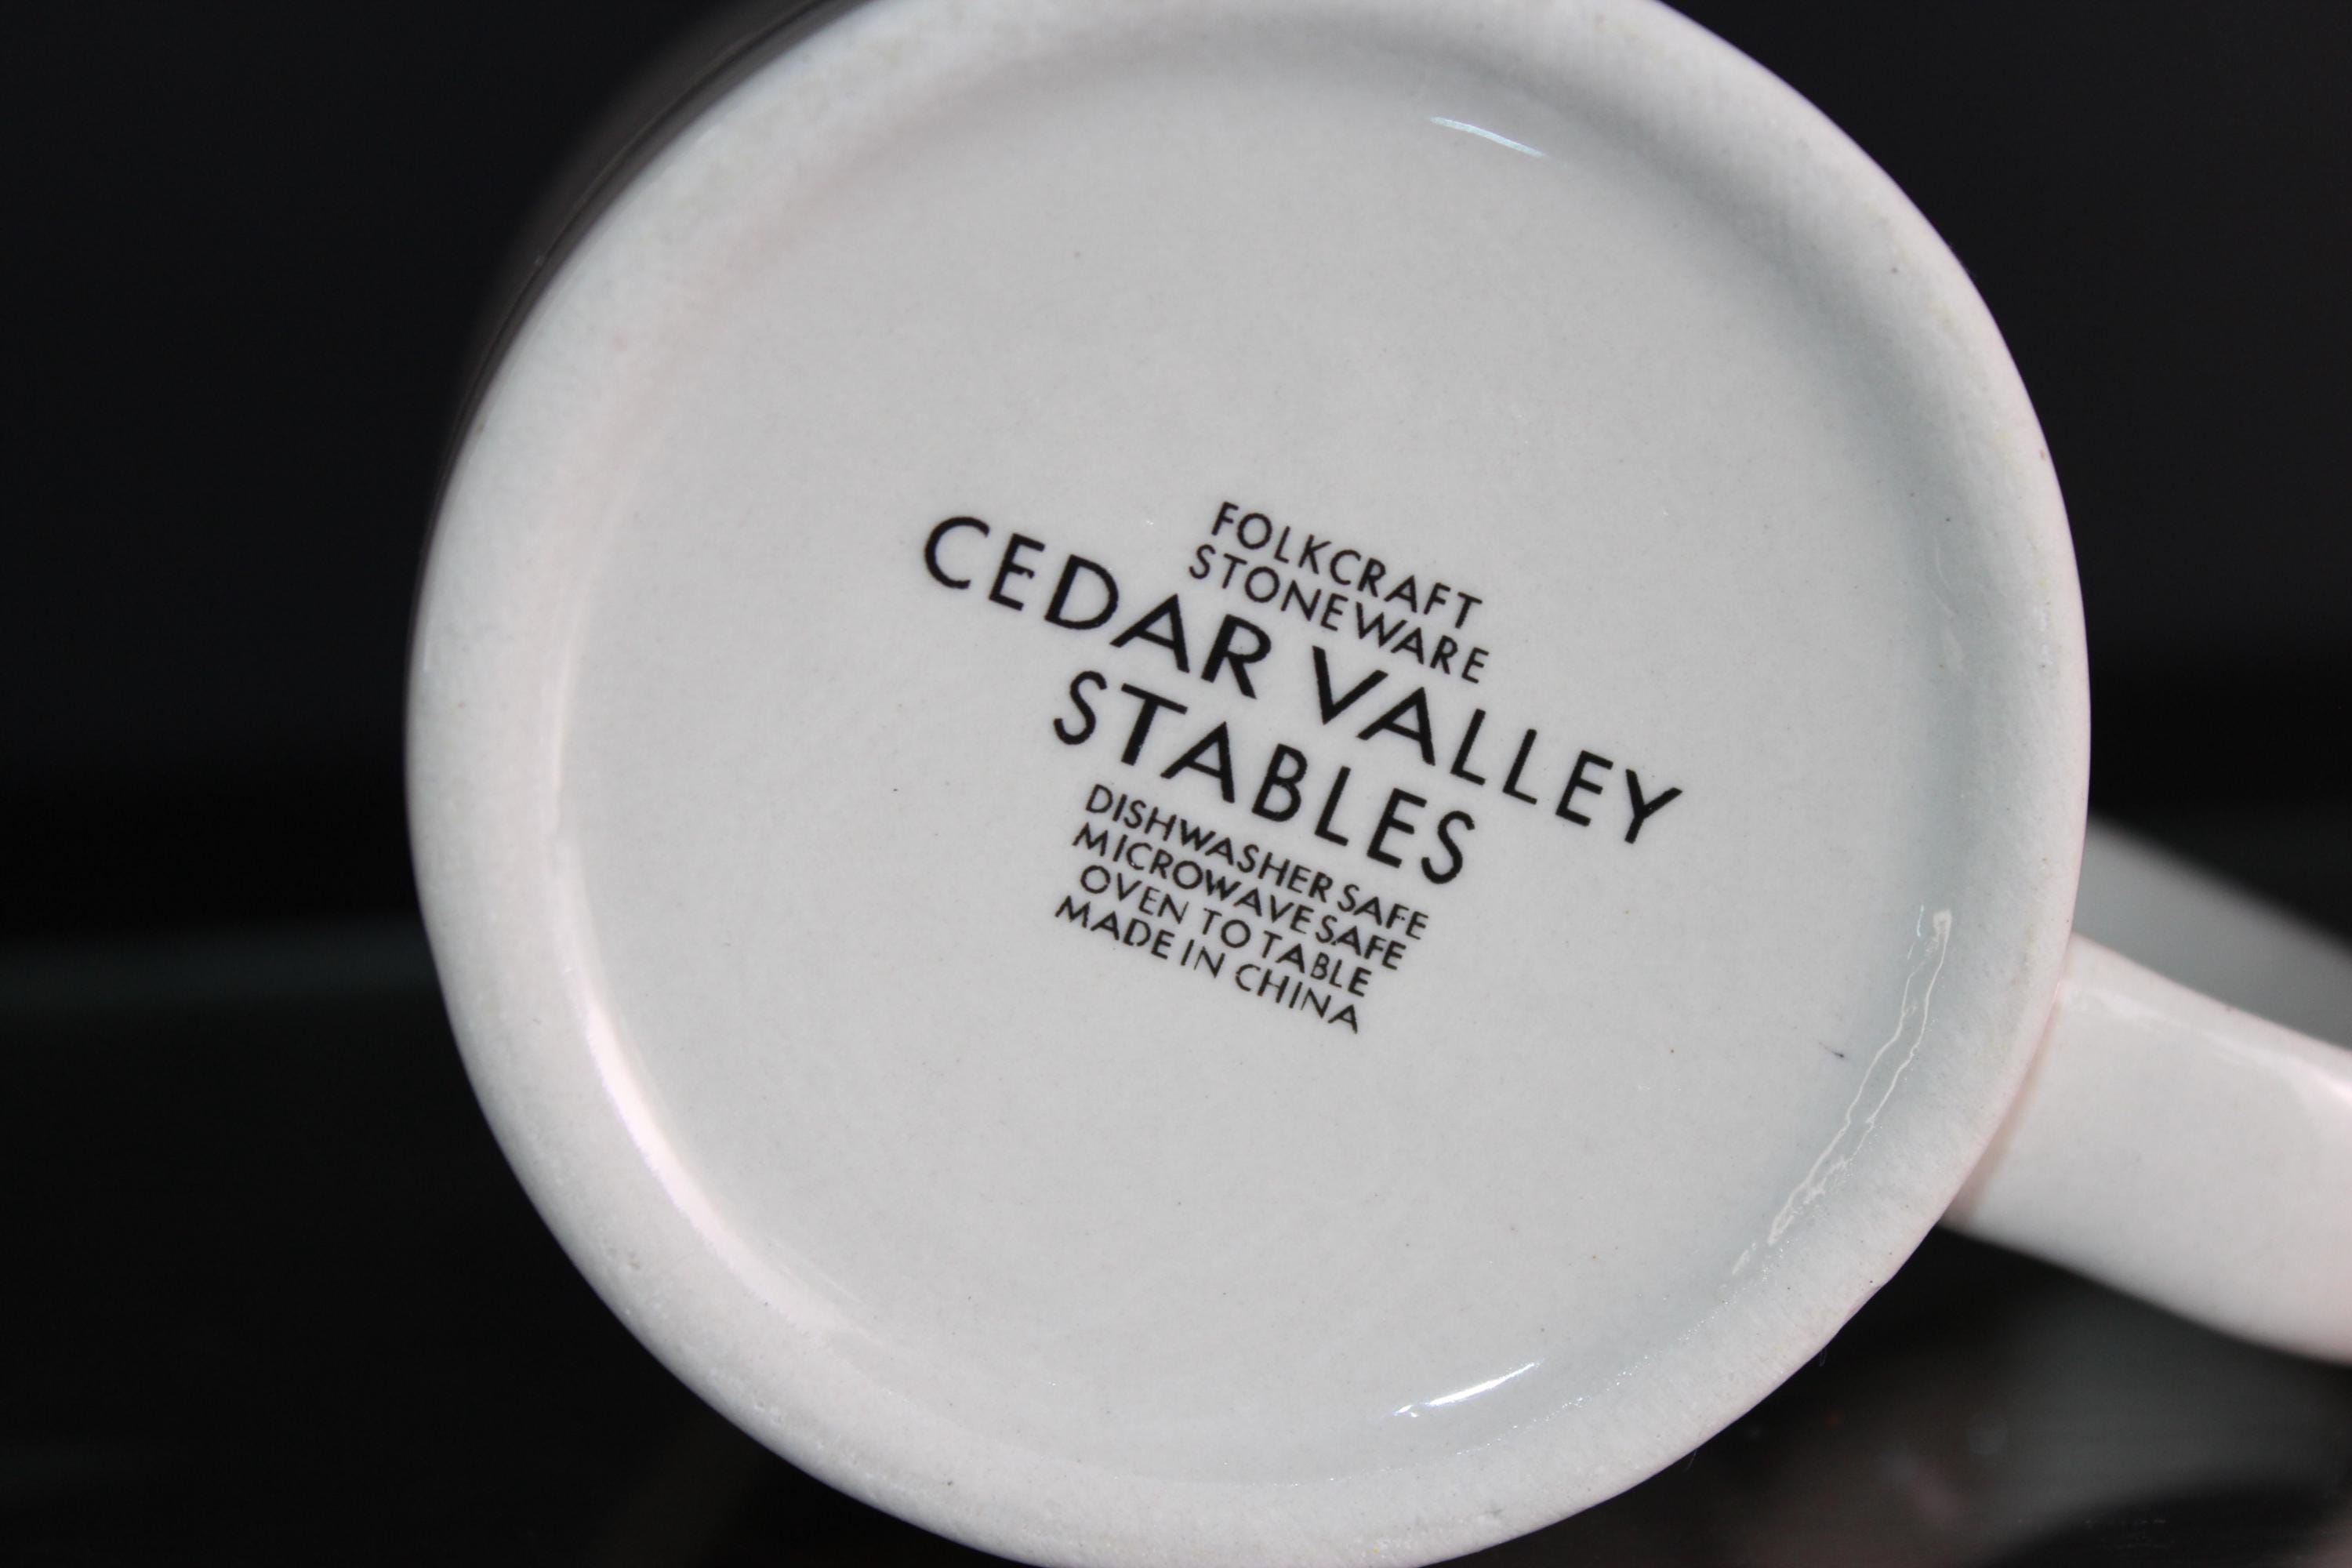 FOLKCRAFT
STONEWARE
CEDAR VALLEY
STABLES
DISHWASHER SAFE
MICROWAVE SAFE
OVEN TO TABLE
MADE IN CHINA